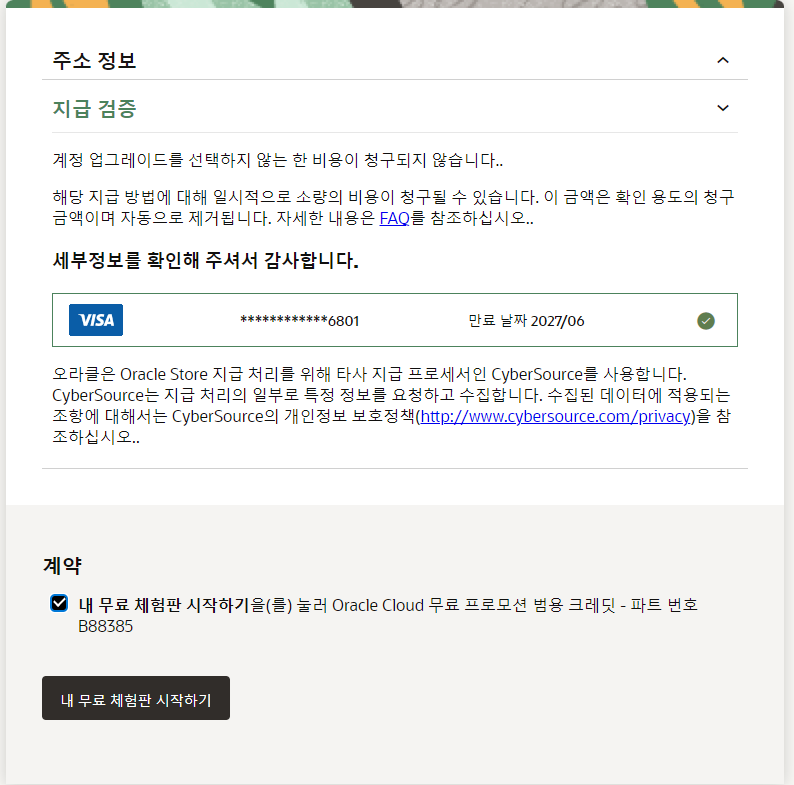 주소 정보
지급 검증
계정 업그레이드를 선택하지 않는 한 비용이 청구되지 않습니다..
해당 지급 방법에 대해 일시적으로 소량의 비용이 청구될 수 있습니다. 이 금액은 확인 용도의 청구
금액이며 자동으로 제거됩니다. 자세한 내용은 FAQ를 참조하십시오..
세부정보를 확인해 주셔서 감사합니다.
VISA ************6801 만료 날짜 2027/06
오라클은 Oracle Store 지급 처리를 위해 타사 지급 프로세서인 CyberSource를 사용합니다.
CyberSource는 지급 처리의 일부로 특정 정보를 요청하고 수집합니다. 수집된 데이터에 적용되는
조항에 대해서는 CyberSource의 개인정보 보호정책(http://www.cybersource.com/privacy)을 참
조하십시오..
계약
내 무료 체험판 시작하기을(를) 눌러 Oracle Cloud 무료 프로모션 범용 크레딧 - 파트 번호
B88385
내 무료 체험판 시작하기